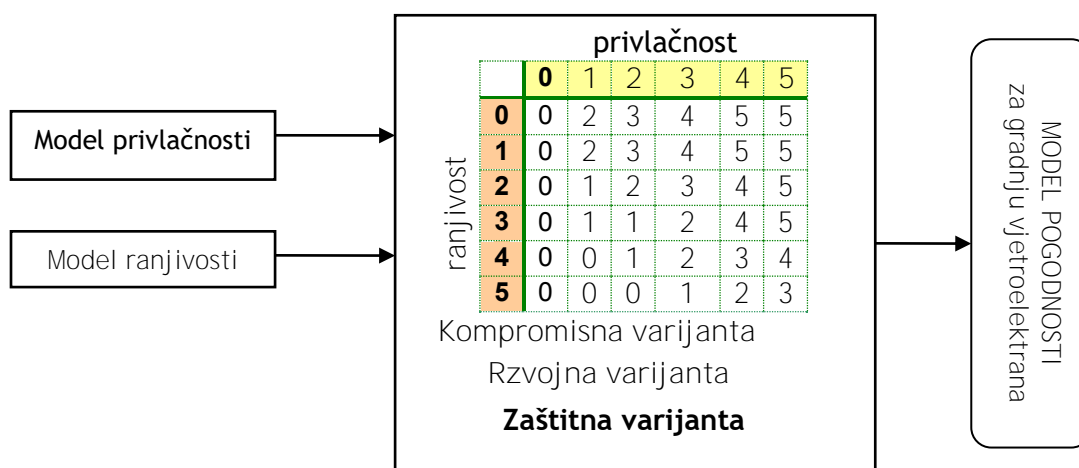 Model privlačnosti
Model ranjivosti
privlačnost
0 1 2 3 4 5
ranjivost
0 0 2 3 4 5 5
1 0 2 3 4 5 5
2 0 1 2 3 4 5
3 0 1 1 2 4 5
4 0 0 1 2 3 4
5 0 0 0 1 2 3
Kompromisna varijanta
Rzvojna varijanta
Zaštitna varijanta
MODEL POGODNOSTI
za gradnju vjetroelektrana